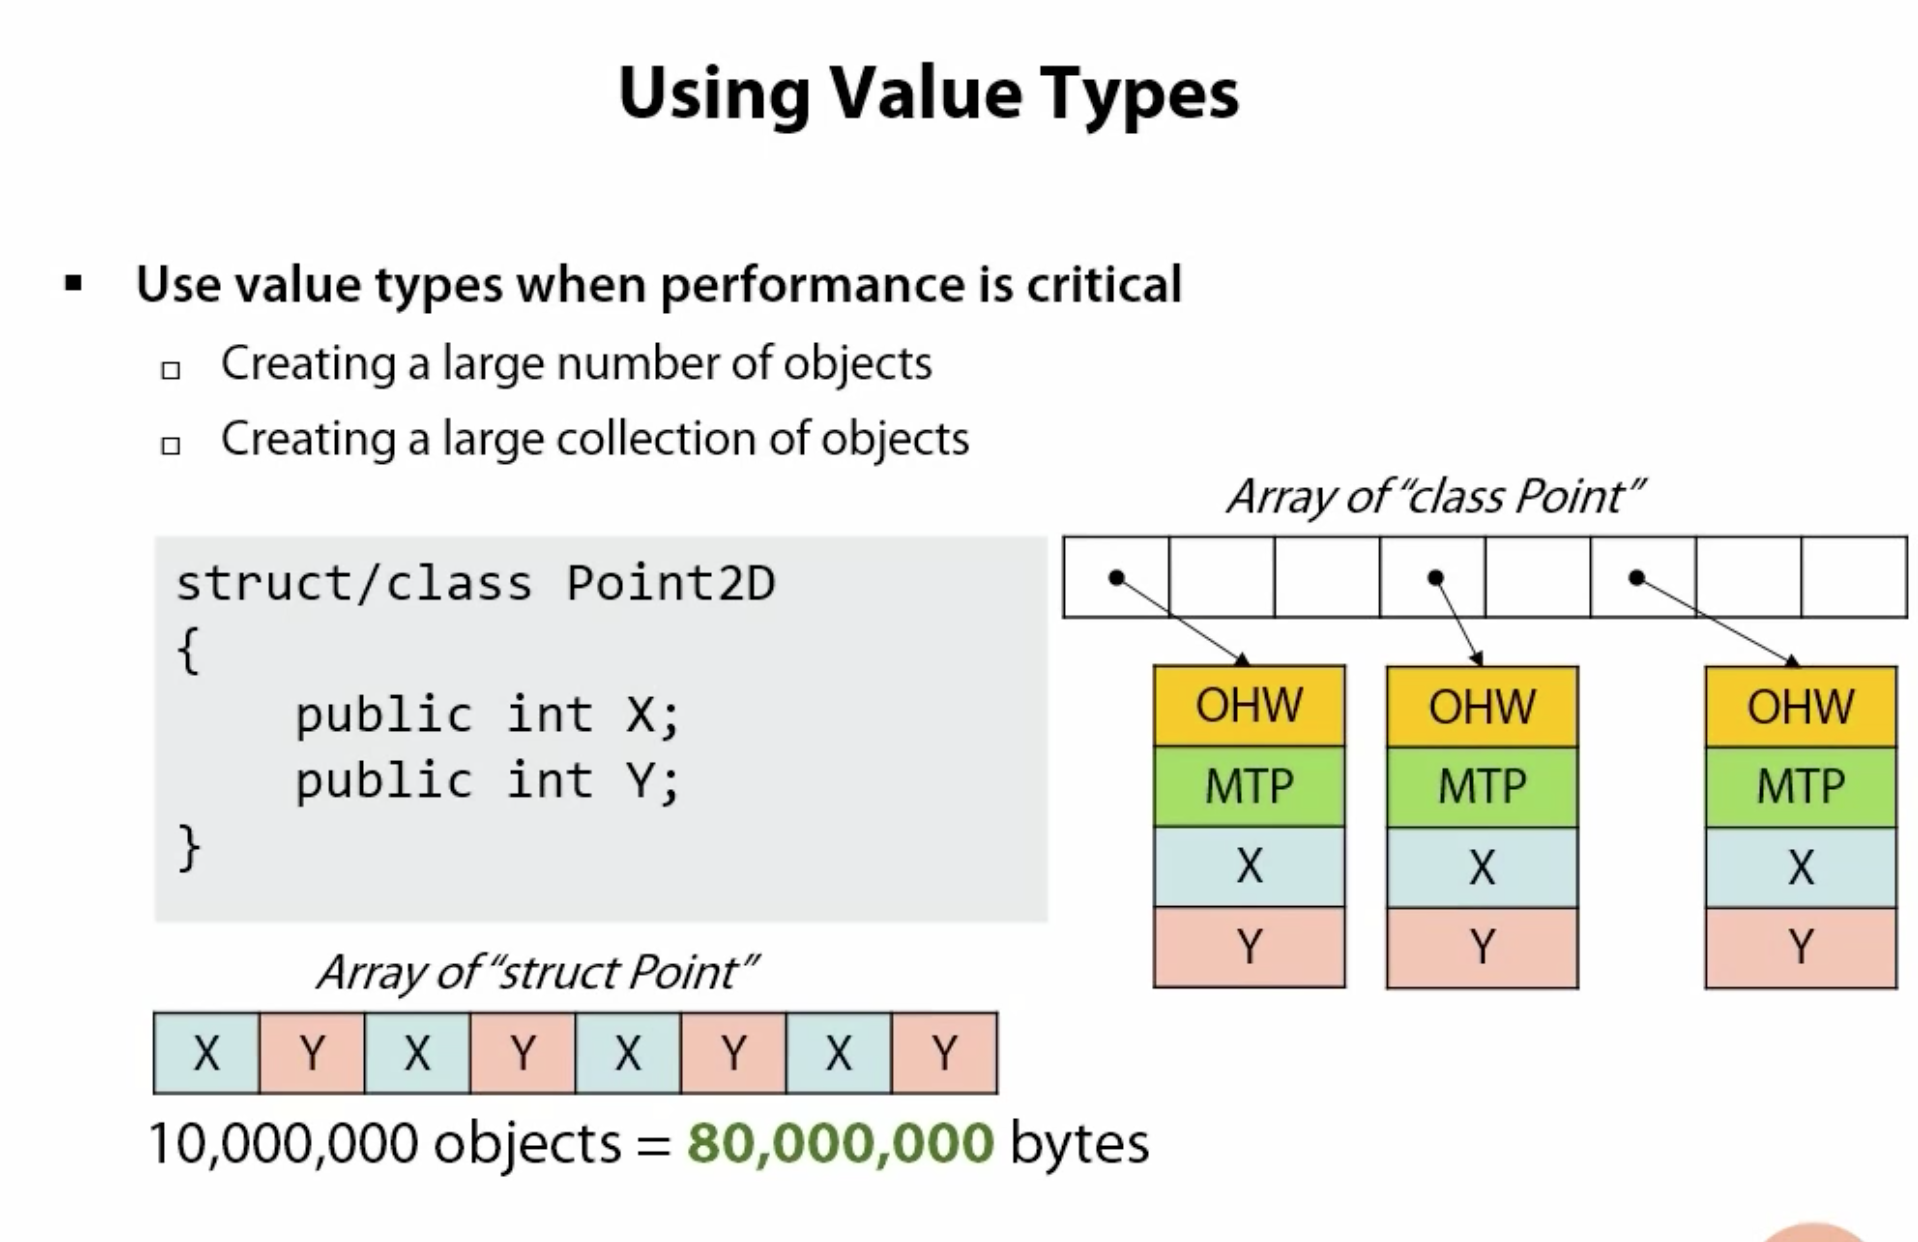 Using Value Types
▪ Use value types when performance is critical
▫ Creating a large number of objects
▫ Creating a large collection of objects
struct/class Point2D
{
    public int X;
    public int Y;
}
Array of “class Point”
OHW OHW OHW
MTP MTP MTP
X X X
Y Y Y
Array of “struct Point”
X Y X Y X Y X Y
10,000,000 objects = 80,000,000 bytes